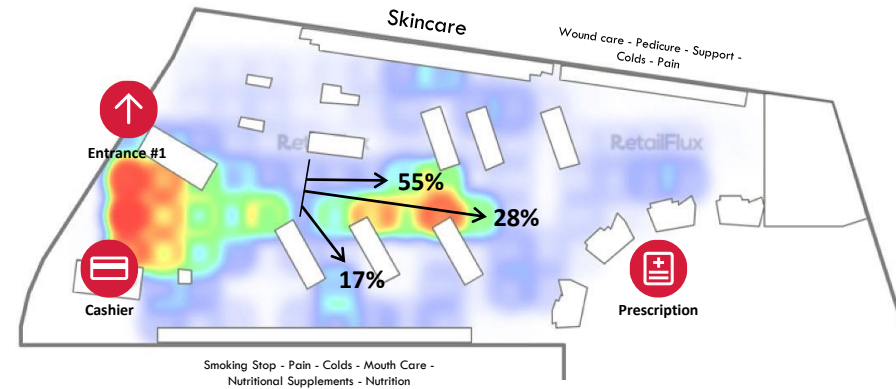 Skincare
Wound care - Pedicure - Support -
Colds - Pain
Entrance #1
RetailFlux
55%
28%
17%
Cashier
Prescription
Smoking Stop - Pain - Colds - Mouth Care -
Nutritional Supplements - Nutrition